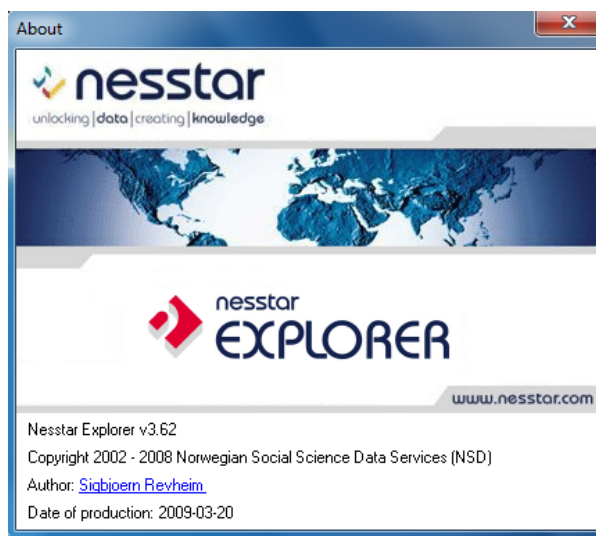 About
nesstar
unlocking|data|creating|knowledge
nesstar
EXPLORER
www.nesstar.com
Nesstar Explorer v3.62
Copyright 2002 - 2008 Norwegian Social Science Data Services (NSD)
Author: Sigbjoern Revheim
Date of production: 2009-03-20